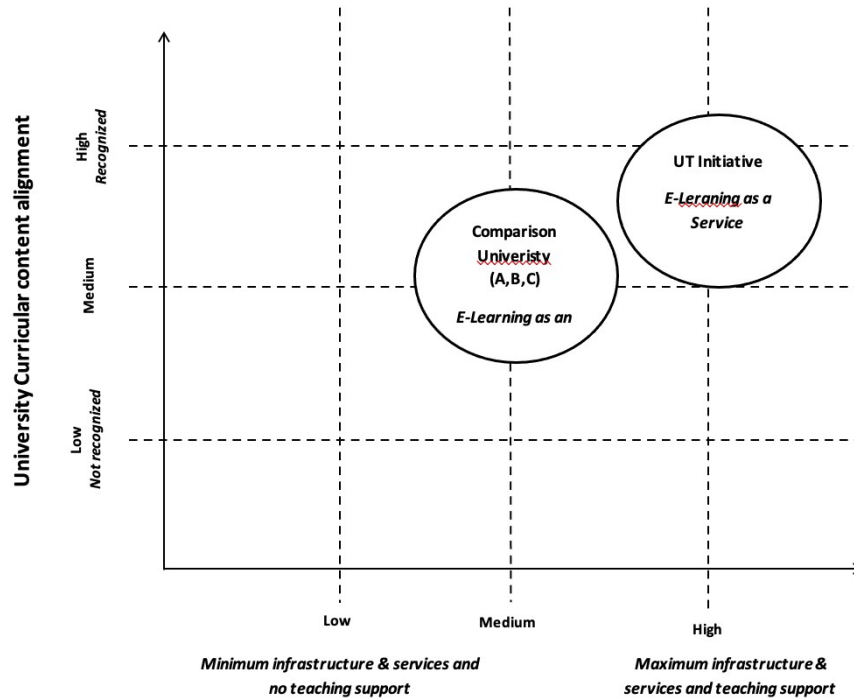 University Curricular content alignment
High
Recognized
Medium
Low
Not recognized
UT Initiative
E-Leraning as a
Service
Comparison
Univeristy
(A,B,C)
E-Learning as an
Low
Medium
High
Minimum infrastructure & services and
no teaching support
Maximum infrastructure &
services and teaching support